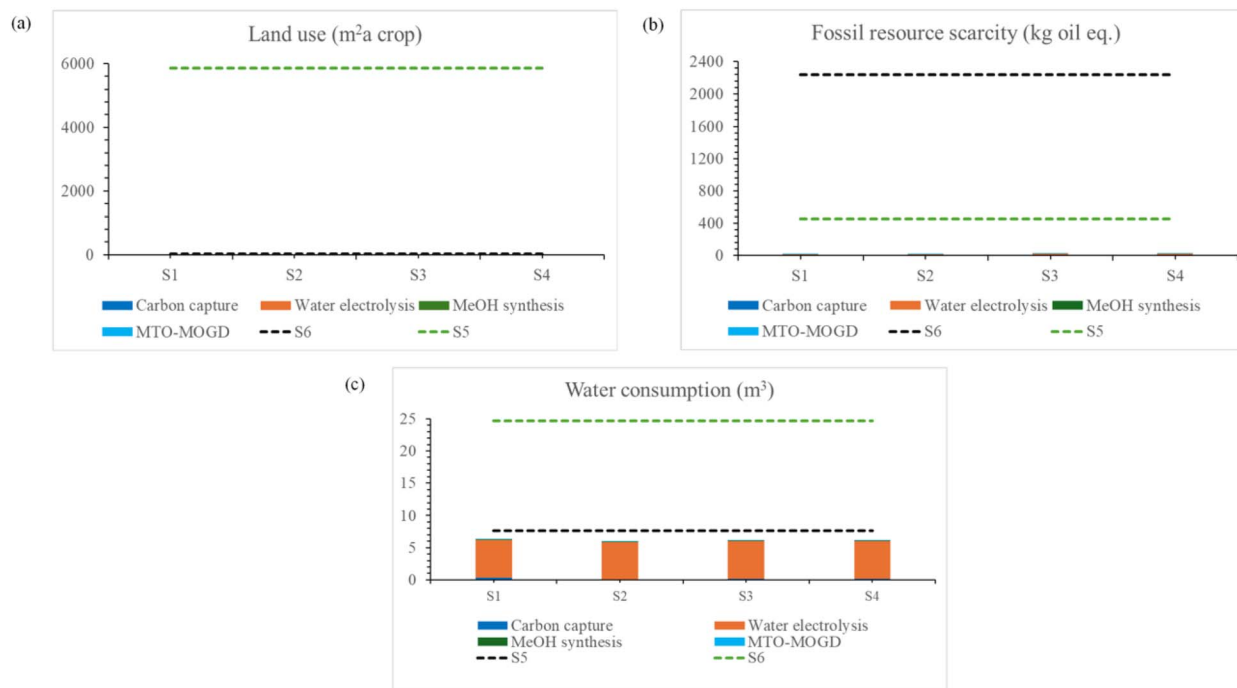 (a)
Land use (m²a crop)
6000
4000
2000
0
S1 S2 S3 S4
Carbon capture Water electrolysis MeOH synthesis
MTO-MOGD S6 S5
(b)
Fossil resource scarcity (kg oil eq.)
2400
2000
1600
1200
800
400
0
S1 S2 S3 S4
Carbon capture Water electrolysis MeOH synthesis
MTO-MOGD S6 S5
(c)
Water consumption (m³)
25
20
15
10
5
0
S1 S2 S3 S4
Carbon capture Water electrolysis
MeOH synthesis MTO-MOGD
S5 S6